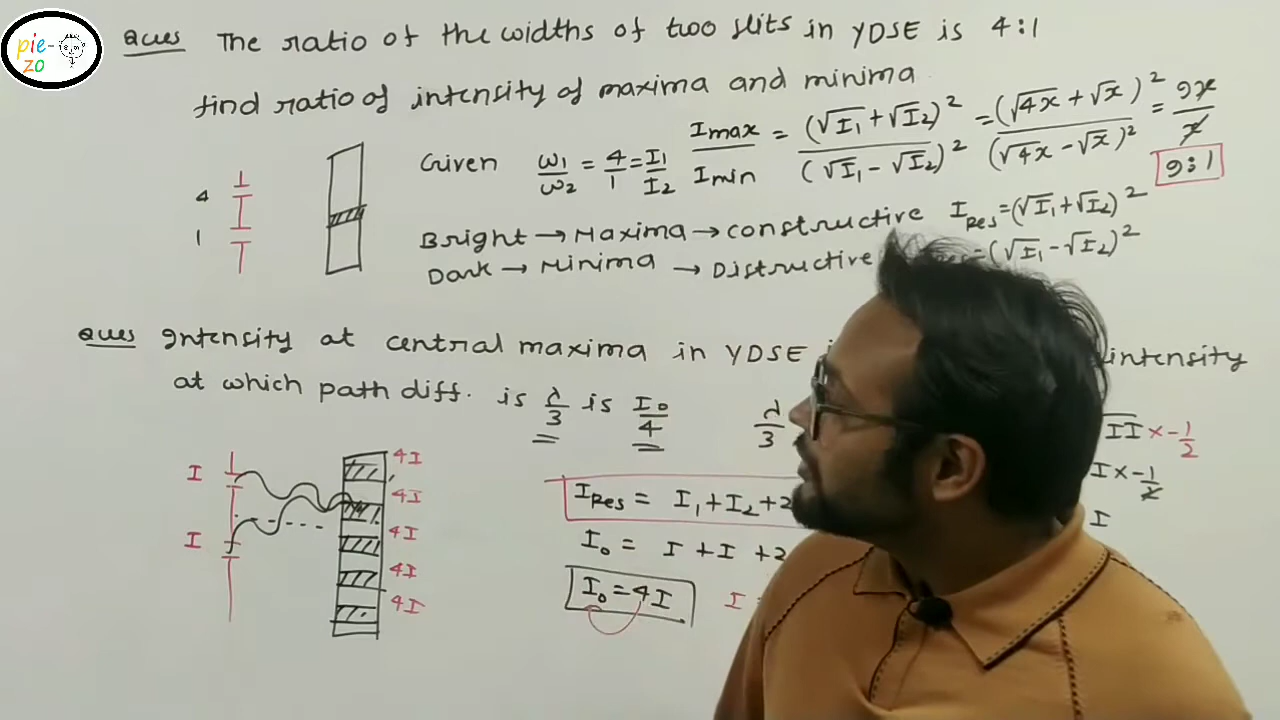 pie-
zo
Ques The ratio of the widths of two slits in YDSE is 4:1
find ratio of intensity of maxima and minima
Given ω₁/ω₂ = 4/1 = I₁/I₂
Imax/Imin = (√I₁ + √I₂)²/(√I₁ - √I₂)² = (√4x + √x)²/(√4x - √x)² = 9x/x
9:1
4
1
Bright → Maxima → constructive I Res = (√I₁ + √I₂)²
Dark → Minima → Distructive = (√I₁ - √I₂)²
Ques Intensity at central maxima in YDSE intensity
at which path diff. is λ/3 is I₀/4
λ/3
II × -1/2
I × -1/2
I
I
I
4I
4I
4I
4I
4I
I Res = I₁ + I₂ + 2
I₀ = I + I + 2
I₀ = 4I
I =